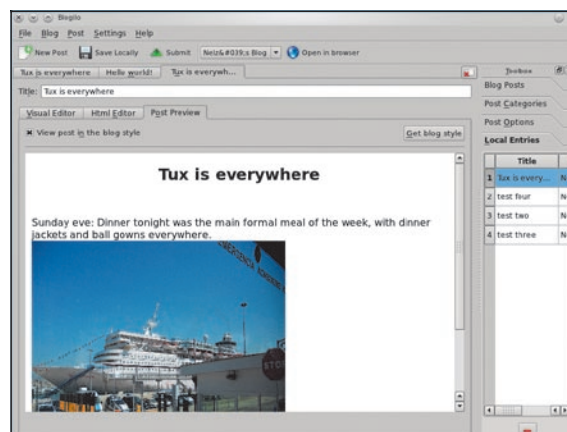 Bloglio
File Blog Post Settings Help
New Post Save Locally Submit Nelz&#039;s Blog Open in browser
Tux is everywhere Hello world! Tux is everywh...
Title: Tux is everywhere
Visual Editor Html Editor Post Preview
View post in the blog style Get blog style
Tux is everywhere
Sunday eve: Dinner tonight was the main formal meal of the week, with dinner
jackets and ball gowns everywhere.
STOP
Toolbox
Blog Posts
Post Categories
Post Options
Local Entries
Title
1 Tux is every... N
2 test four N
3 test two N
4 test three N